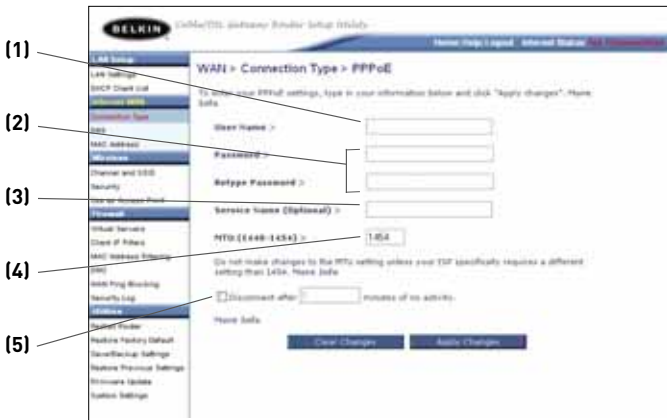 BELKIN Cable/DSL Gateway Router Setup Utility
Home|Help|Logout Internet Status: Not Connected
(1)
(2)
(3)
(4)
(5)
LAN Setup
LAN Settings
DHCP Client List
Internet WAN
Connection Type
DNS
MAC Address
Wireless
Channel and SSID
Security
Use as Access Point
Firewall
Virtual Servers
Client IP Filters
MAC Address Filtering
DMZ
WAN Ping Blocking
Security Log
Utilities
Restart Router
Restore Factory Default
Save/Backup Settings
Restore Previous Settings
Firmware Update
System Settings
WAN > Connection Type > PPPoE
To enter your PPPoE settings, type in your information below and click "Apply changes". More
Info
User Name >
Password >
Retype Password >
Service Name (Optional) >
MTU (1440-1454) > 1454
Do not make changes to the MTU setting unless your ISP specifically requires a different
setting than 1454. More Info
Disconnect after minutes of no activity.
More Info
Clear Changes Apply Changes